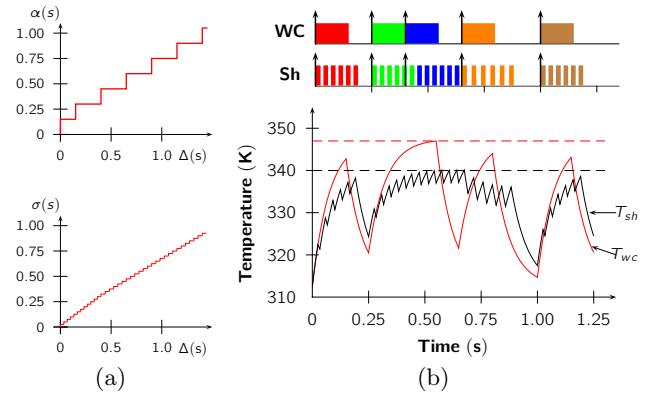 α(s)
1.00
0.75
0.50
0.25
0
0 0.5 1.0 Δ(s)
σ(s)
1.00
0.75
0.50
0.25
0
0 0.5 1.0 Δ(s)
(a)
WC
Sh
Temperature (K)
350
340
330
320
310
T_sh
T_wc
0 0.25 0.50 0.75 1.00 1.25
Time (s)
(b)